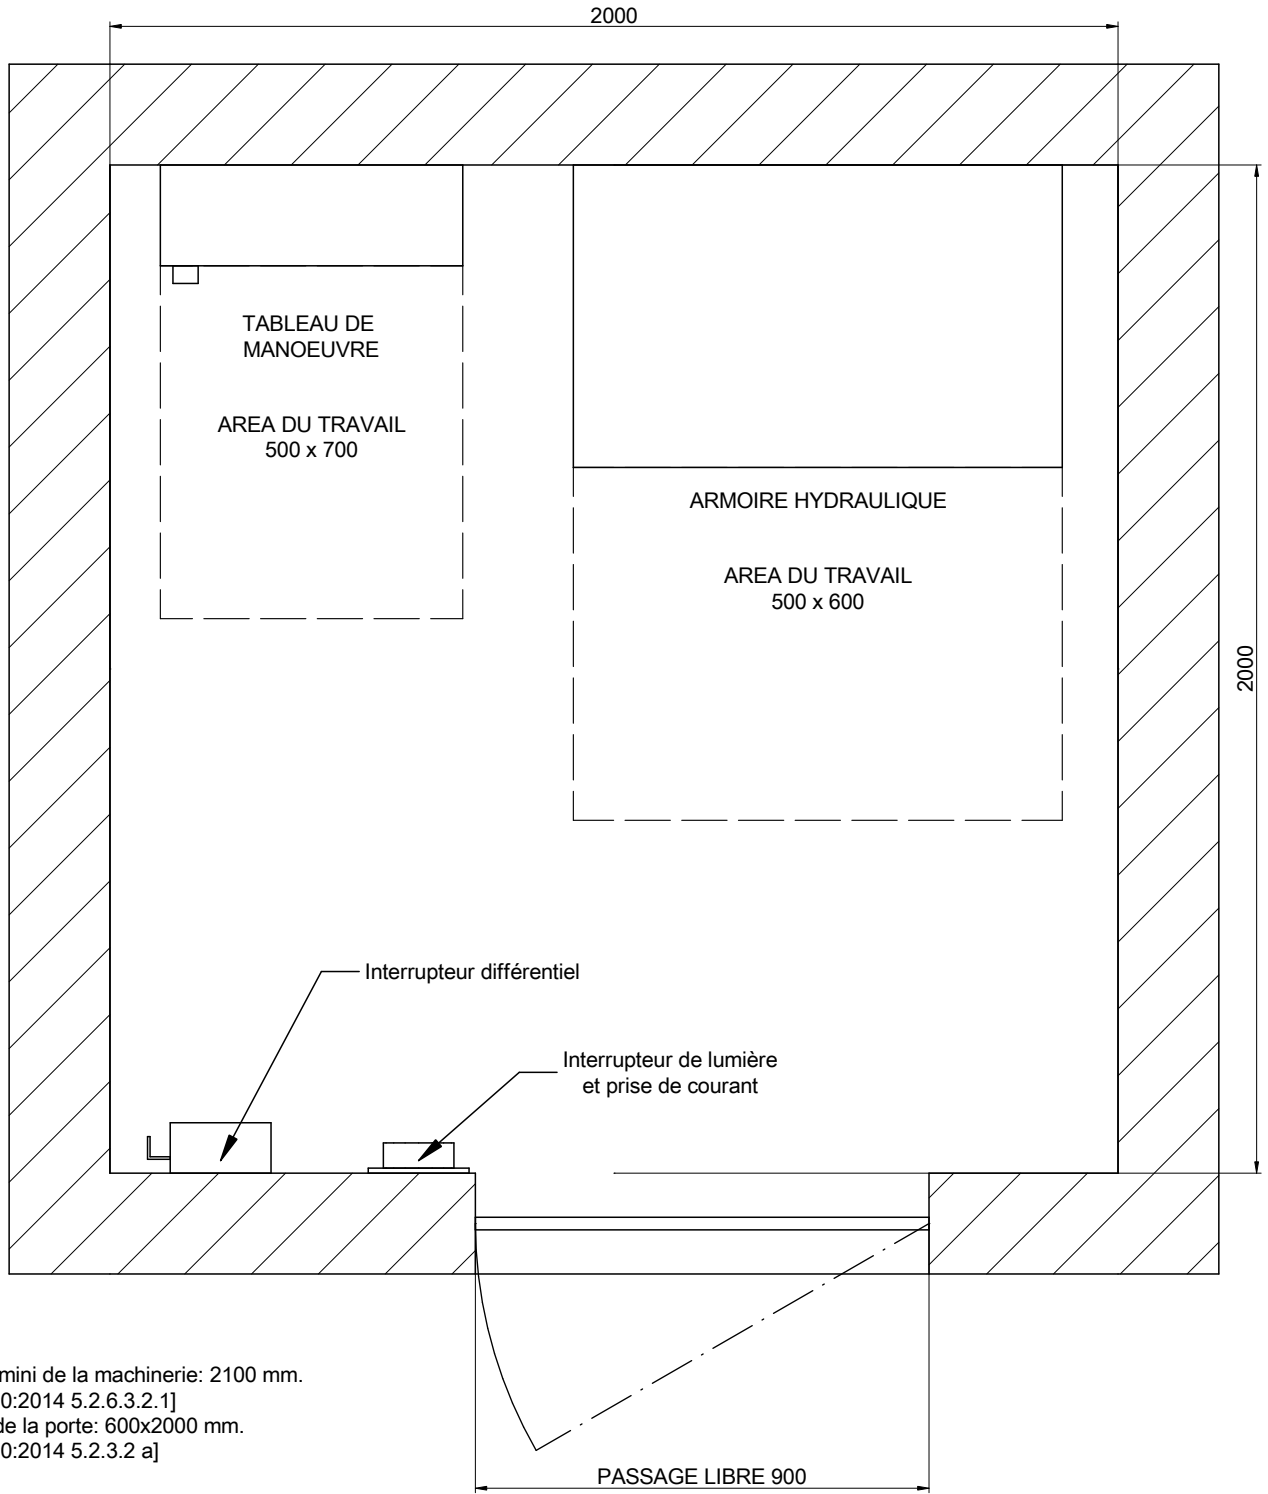 2000
TABLEAU DE
MANOEUVRE
AREA DU TRAVAIL
500 x 700
ARMOIRE HYDRAULIQUE
AREA DU TRAVAIL
500 x 600
2000
Interrupteur différentiel
Interrupteur de lumière
et prise de courant
mini de la machinerie: 2100 mm.
0:2014 5.2.6.3.2.1]
de la porte: 600x2000 mm.
0:2014 5.2.3.2 a]
PASSAGE LIBRE 900